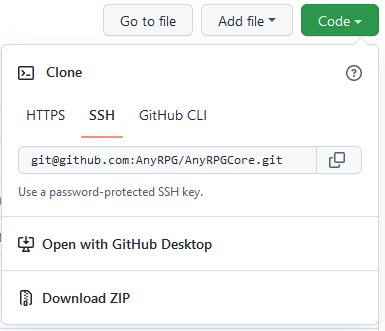 Go to file Add file Code
Clone
HTTPS SSH GitHub CLI
git@github.com:AnyRPG/AnyRPGCore.git
Use a password-protected SSH key.
Open with GitHub Desktop
Download ZIP